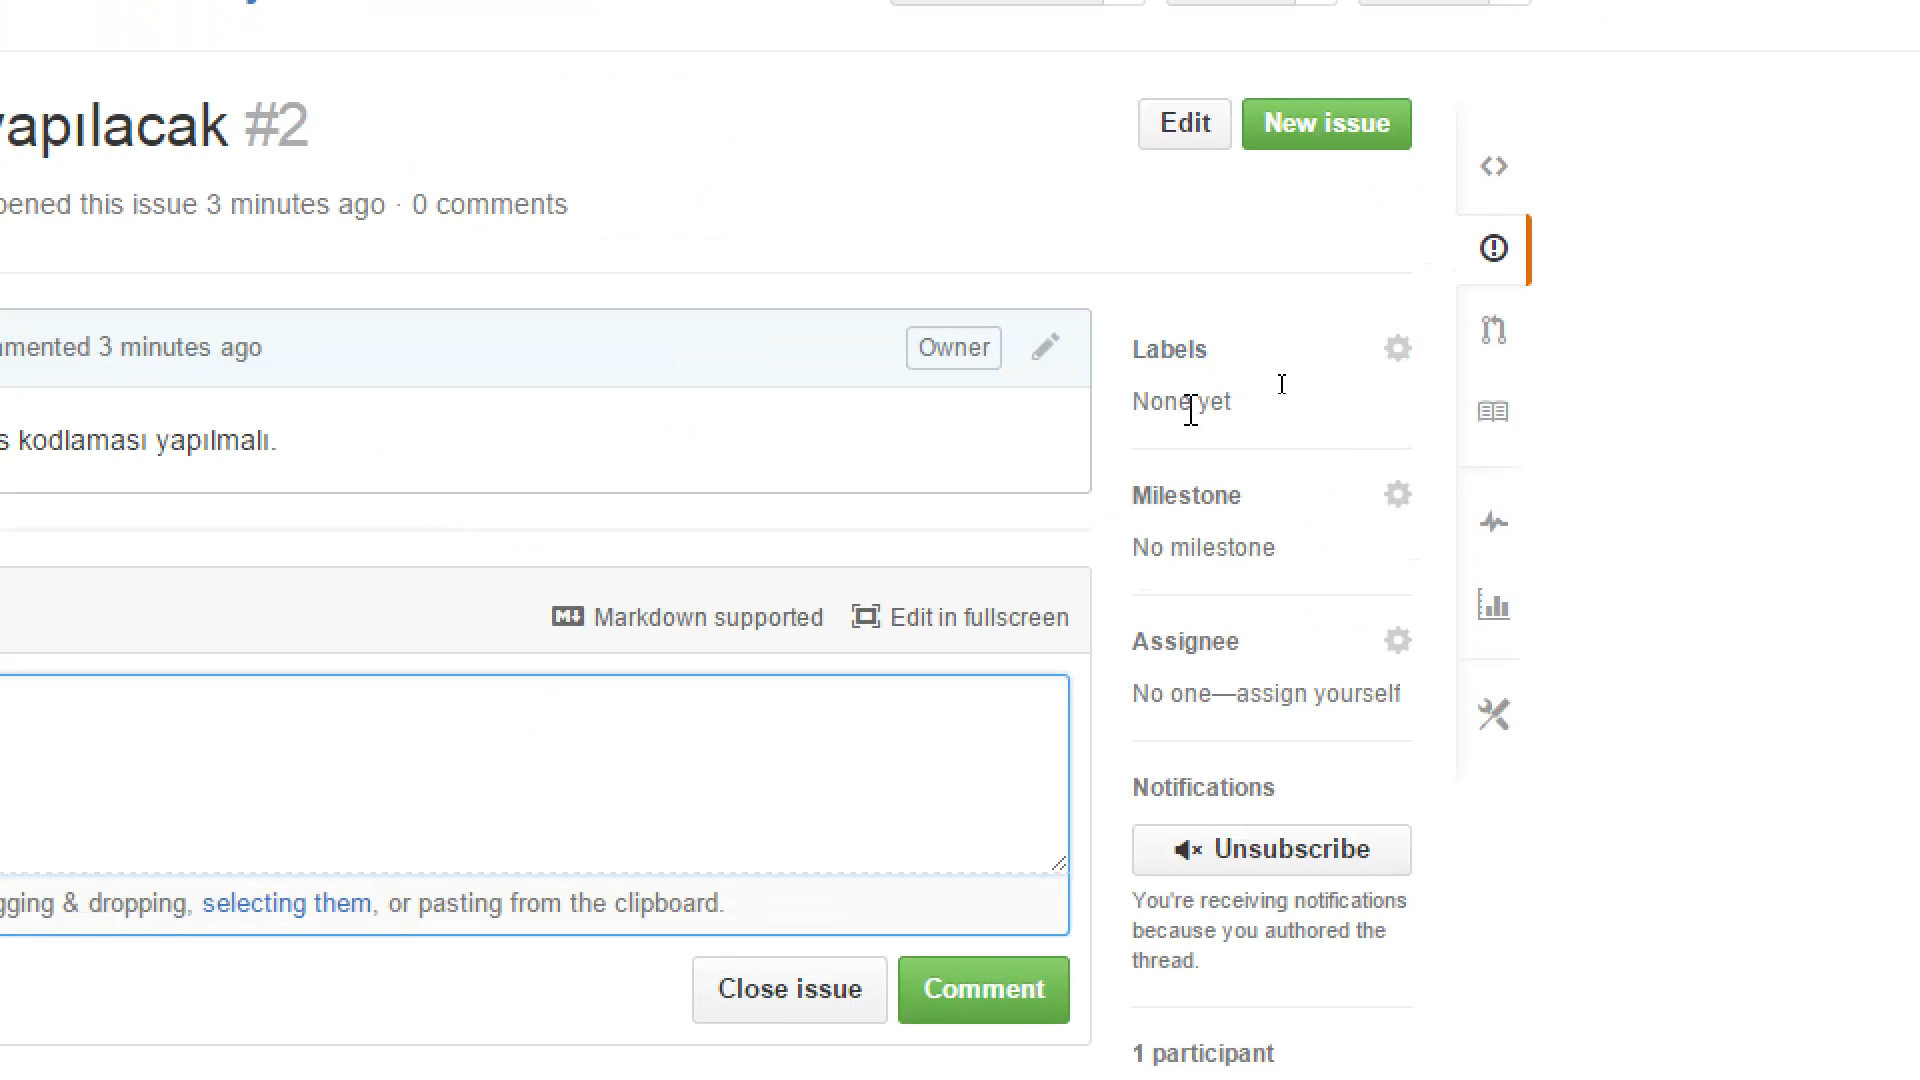 yapılacak #2
Edit
New issue
opened this issue 3 minutes ago · 0 comments
commented 3 minutes ago
Owner
s kodlaması yapılmalı.
Labels
None yet
Milestone
No milestone
Assignee
No one—assign yourself
M↓ Markdown supported
Edit in fullscreen
gging & dropping, selecting them, or pasting from the clipboard.
Close issue
Comment
Notifications
Unsubscribe
You're receiving notifications
because you authored the
thread.
1 participant